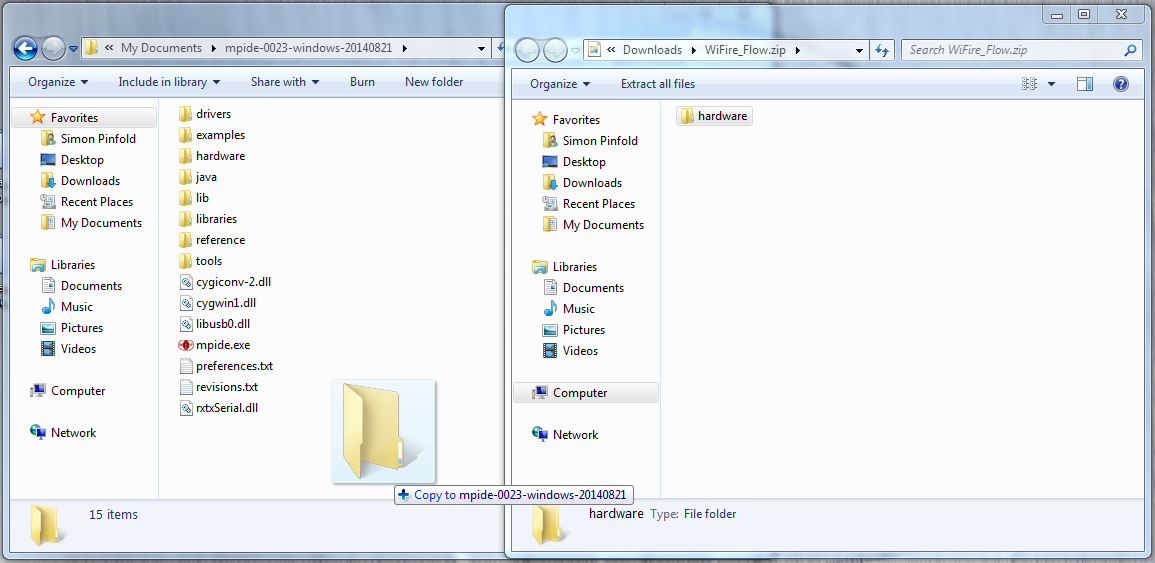 « My Documents ▸ mpide-0023-windows-20140821 ▸
Organize Include in library Share with Burn New folder
Favorites
Simon Pinfold
Desktop
Downloads
Recent Places
My Documents
Libraries
Documents
Music
Pictures
Videos
Computer
Network
drivers
examples
hardware
java
lib
libraries
reference
tools
cygiconv-2.dll
cygwin1.dll
libusb0.dll
mpide.exe
preferences.txt
revisions.txt
rxtxSerial.dll
Copy to mpide-0023-windows-20140821
15 items
« Downloads ▸ WiFire_Flow.zip ▸
Search WiFire_Flow.zip
Organize Extract all files
Favorites
Simon Pinfold
Desktop
Downloads
Recent Places
My Documents
Libraries
Documents
Music
Pictures
Videos
Computer
Network
hardware
hardware Type: File folder